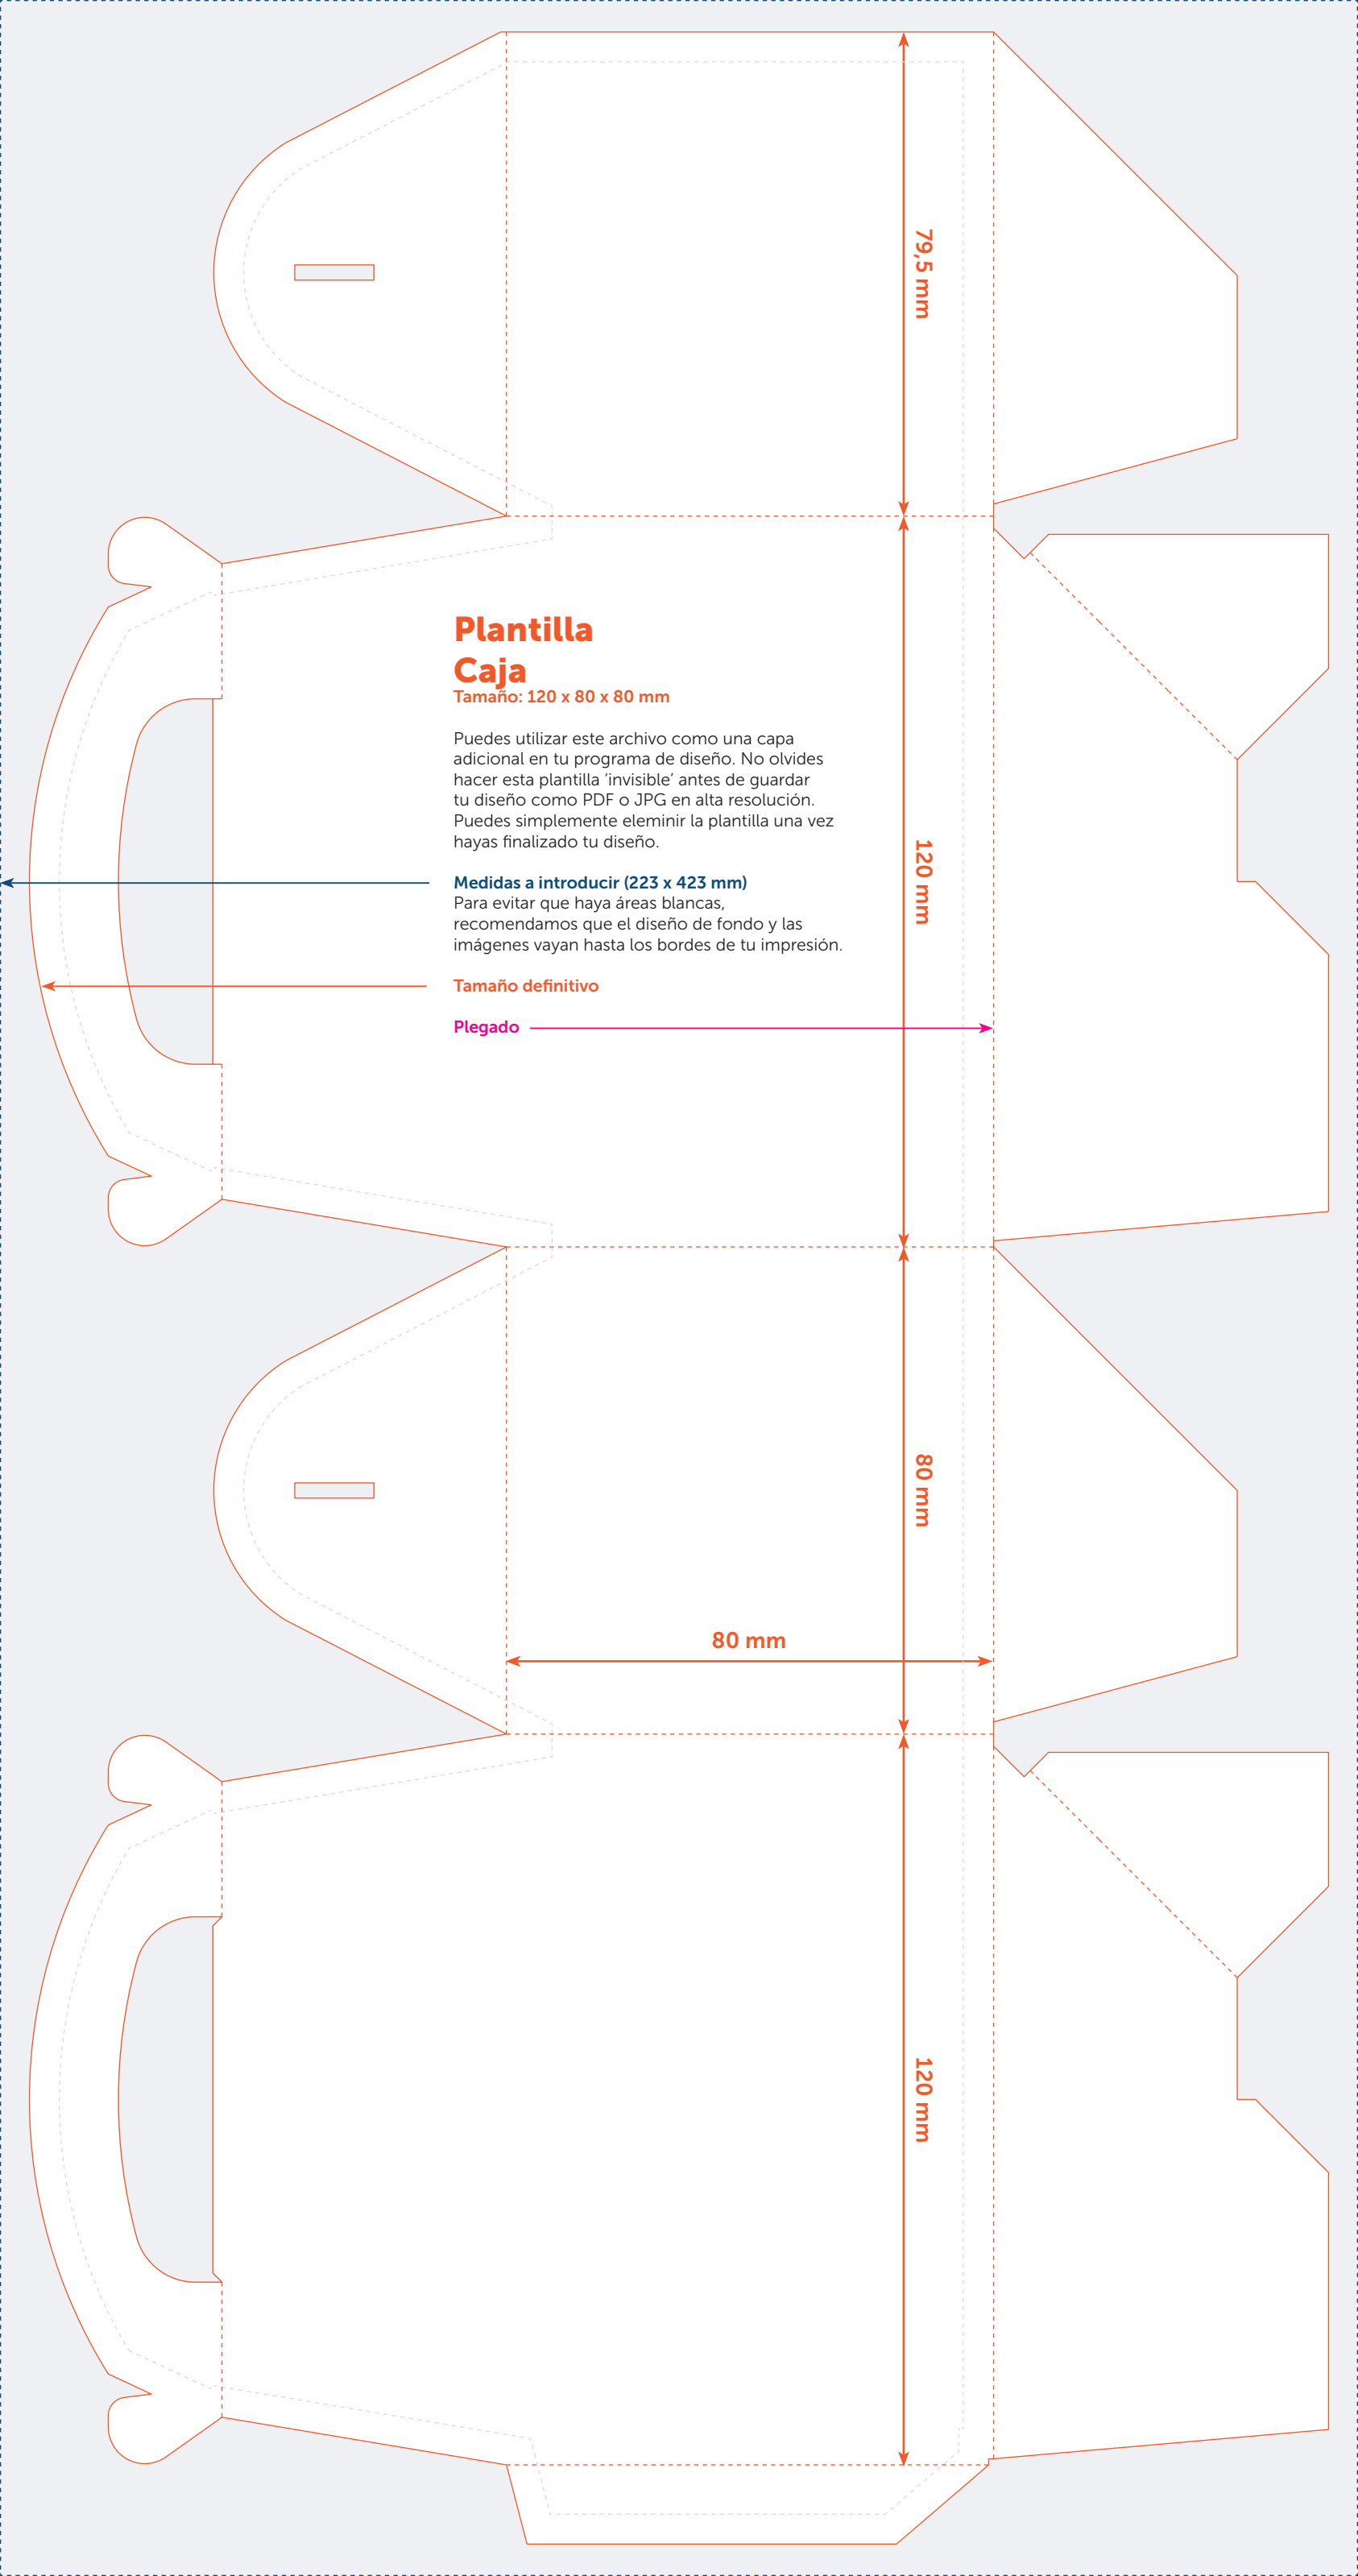 79,5 mm
Plantilla
Caja
Tamaño: 120 x 80 x 80 mm
Puedes utilizar este archivo como una capa
adicional en tu programa de diseño. No olvides
hacer esta plantilla ‘invisible’ antes de guardar
tu diseño como PDF o JPG en alta resolución.
Puedes simplemente eleminir la plantilla una vez
hayas finalizado tu diseño.
120 mm
Medidas a introducir (223 x 423 mm)
Para evitar que haya áreas blancas,
recomendamos que el diseño de fondo y las
imágenes vayan hasta los bordes de tu impresión.
Tamaño definitivo
Plegado
80 mm
80 mm
120 mm